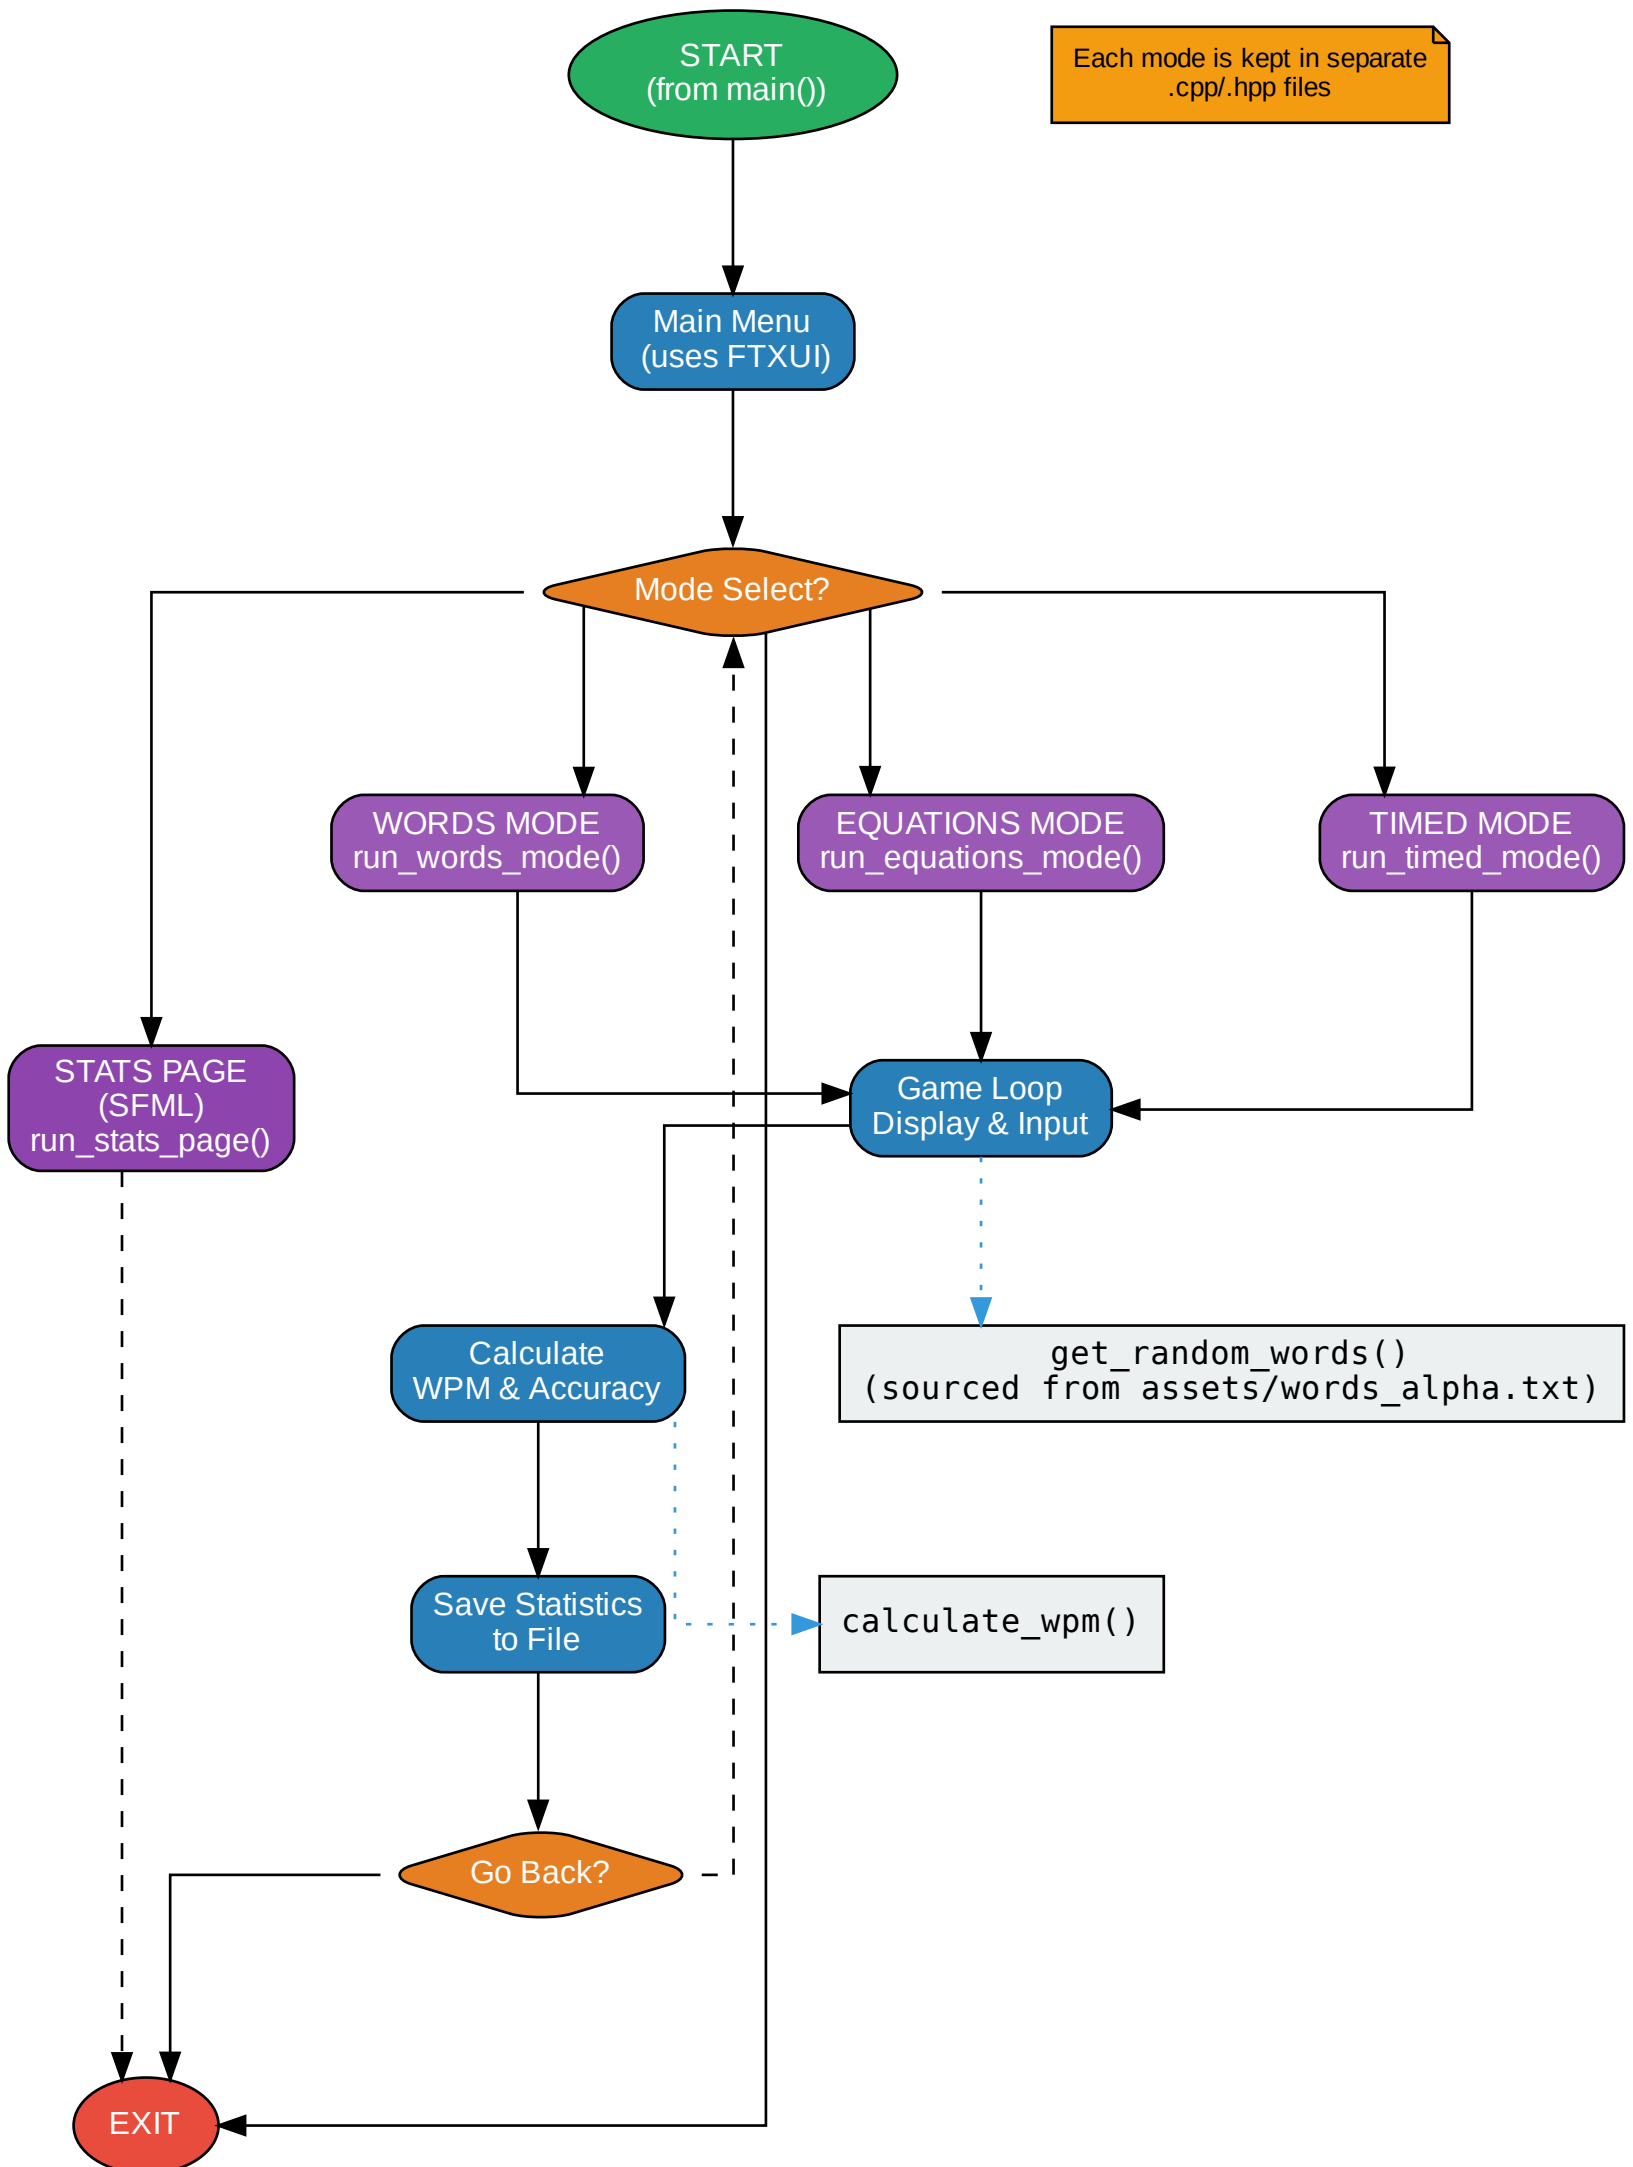 START
(from main())
Each mode is kept in separate
.cpp/.hpp files
Main Menu
(uses FTXUI)
Mode Select?
WORDS MODE
run_words_mode()
EQUATIONS MODE
run_equations_mode()
TIMED MODE
run_timed_mode()
STATS PAGE
(SFML)
run_stats_page()
Game Loop
Display & Input
Calculate
WPM & Accuracy
get_random_words()
(sourced from assets/words_alpha.txt)
Save Statistics
to File
calculate_wpm()
Go Back?
EXIT